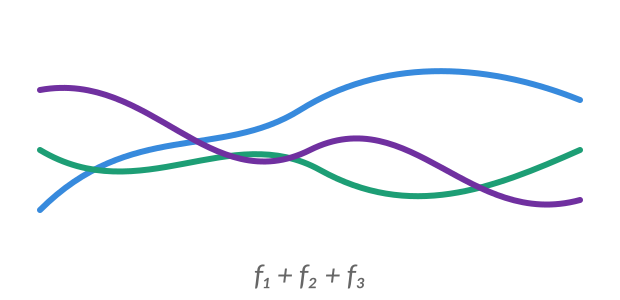 f₁ + f₂ + f₃